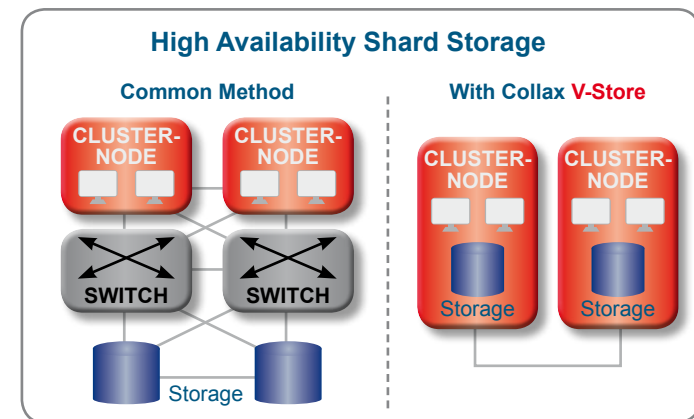 High Availability Shard Storage
Common Method
CLUSTER-
NODE
CLUSTER-
NODE
SWITCH
SWITCH
Storage
With Collax V-Store
CLUSTER-
NODE
Storage
CLUSTER-
NODE
Storage